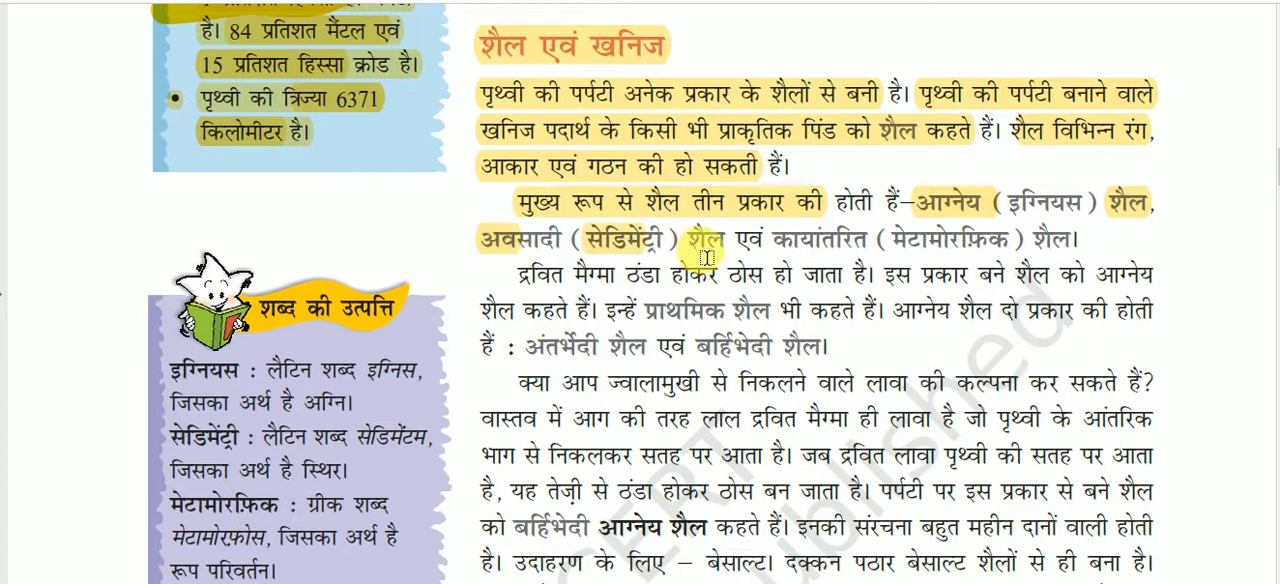 है। 84 प्रतिशत मैंटल एवं
15 प्रतिशत हिस्सा क्रोड है।
• पृथ्वी की त्रिज्या 6371
किलोमीटर है।
शब्द की उत्पत्ति
इग्नियस : लैटिन शब्द इग्निस,
जिसका अर्थ है अग्नि।
सेडिमेंट्री : लैटिन शब्द सेडिमेंटम,
जिसका अर्थ है स्थिर।
मेटामोरफ़िक : ग्रीक शब्द
मेटामोरफ़ोस, जिसका अर्थ है
रूप परिवर्तन।
शैल एवं खनिज
पृथ्वी की पर्पटी अनेक प्रकार के शैलों से बनी है। पृथ्वी की पर्पटी बनाने वाले
खनिज पदार्थ के किसी भी प्राकृतिक पिंड को शैल कहते हैं। शैल विभिन्न रंग,
आकार एवं गठन की हो सकती हैं।
मुख्य रूप से शैल तीन प्रकार की होती हैं–आग्नेय (इग्नियस) शैल,
अवसादी (सेडिमेंट्री) शैल एवं कायांतरित (मेटामोरफ़िक) शैल।
द्रवित मैग्मा ठंडा होकर ठोस हो जाता है। इस प्रकार बने शैल को आग्नेय
शैल कहते हैं। इन्हें प्राथमिक शैल भी कहते हैं। आग्नेय शैल दो प्रकार की होती
हैं : अंतर्भेदी शैल एवं बर्हिभेदी शैल।
क्या आप ज्वालामुखी से निकलने वाले लावा की कल्पना कर सकते हैं?
वास्तव में आग की तरह लाल द्रवित मैग्मा ही लावा है जो पृथ्वी के आंतरिक
भाग से निकलकर सतह पर आता है। जब द्रवित लावा पृथ्वी की सतह पर आता
है, यह तेज़ी से ठंडा होकर ठोस बन जाता है। पर्पटी पर इस प्रकार से बने शैल
को बर्हिभेदी आग्नेय शैल कहते हैं। इनकी संरचना बहुत महीन दानों वाली होती
है। उदाहरण के लिए – बेसाल्ट। दक्कन पठार बेसाल्ट शैलों से ही बना है।